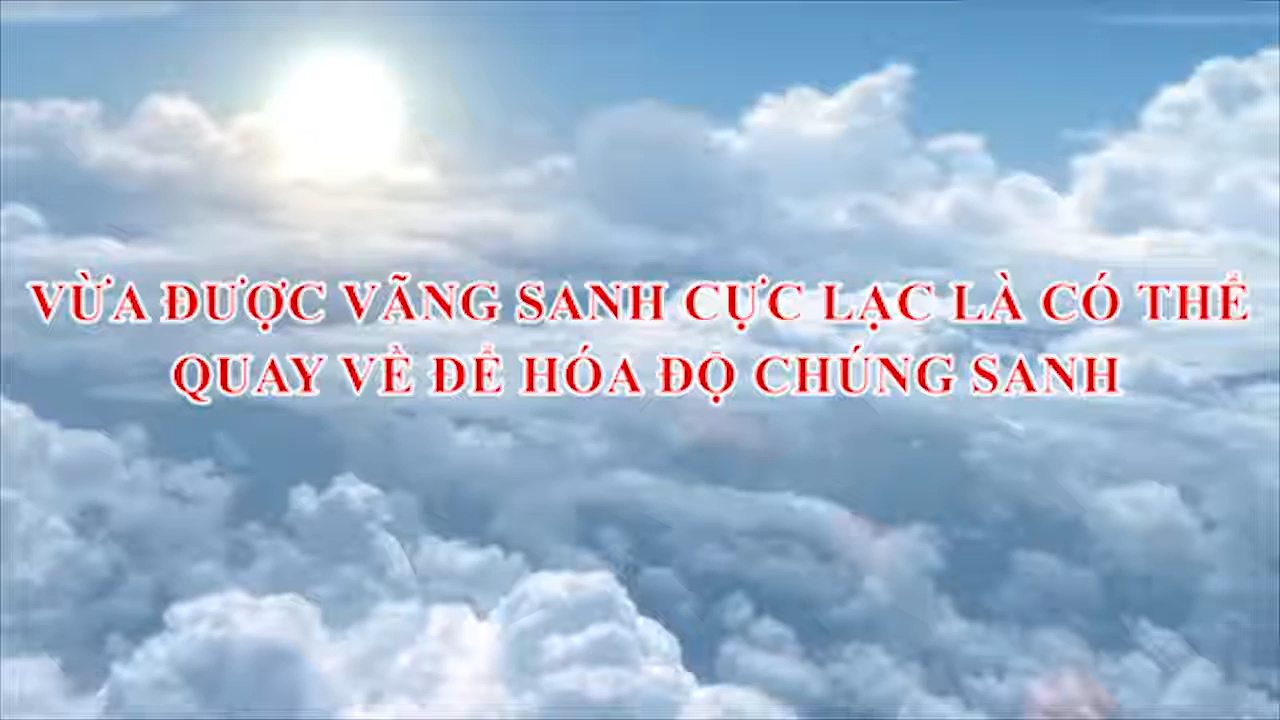 VỪA ĐƯỢC VÃNG SANH CỰC LẠC LÀ CÓ THỂ
QUAY VỀ ĐỂ HÓA ĐỘ CHÚNG SANH